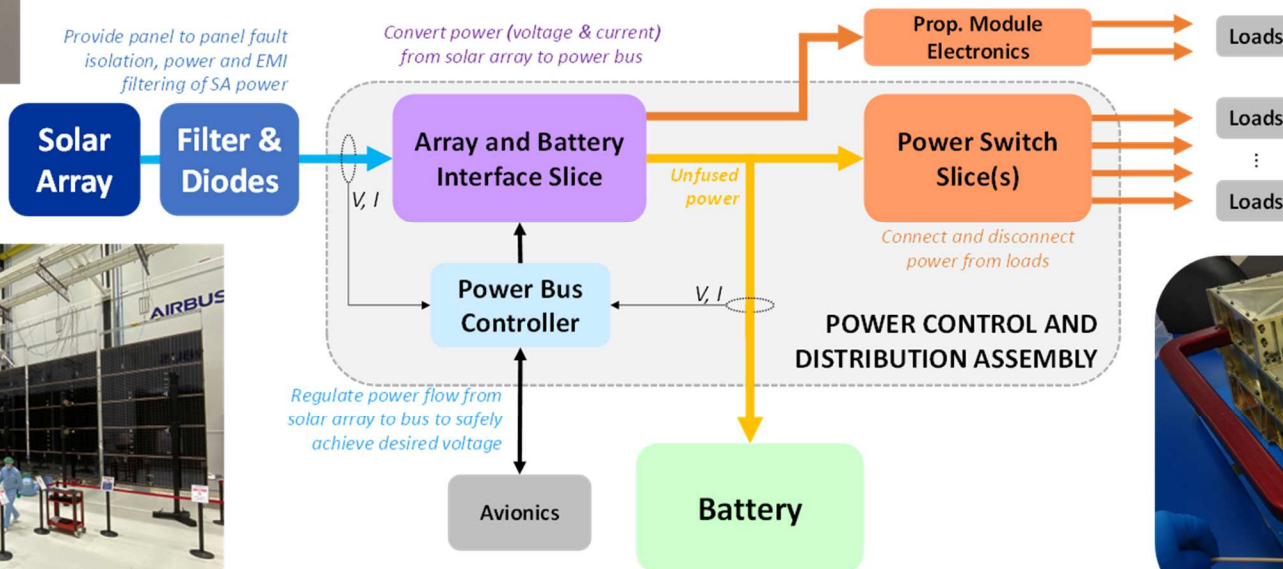 Provide panel to panel fault
isolation, power and EMI
filtering of SA power
Convert power (voltage & current)
from solar array to power bus
Prop. Module
Electronics
Loads
Solar
Array
Filter &
Diodes
Array and Battery
Interface Slice
Power Switch
Slice(s)
Loads
⋮
Loads
V, I
Unfused
power
Connect and disconnect
power from loads
Power Bus
Controller
V, I
POWER CONTROL AND
DISTRIBUTION ASSEMBLY
AIRBUS
Regulate power flow from
solar array to bus to safely
achieve desired voltage
Avionics
Battery